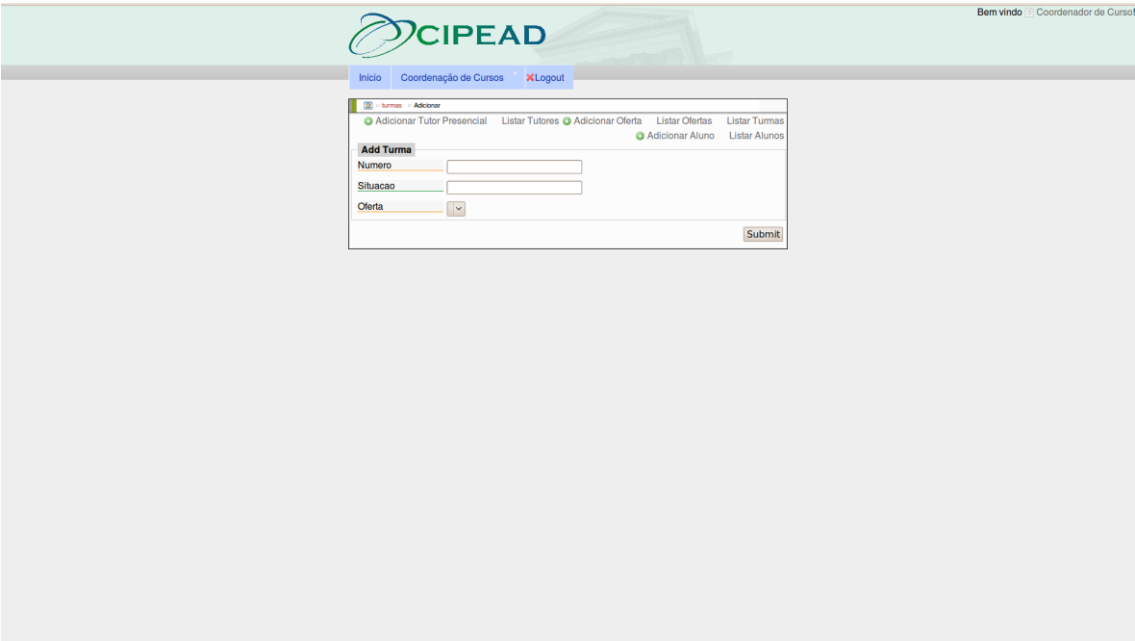 Bem vindo Coordenador de Curso!
CIPEAD
Início Coordenação de Cursos Logout
» turmas » Adicionar
Adicionar Tutor Presencial Listar Tutores Adicionar Oferta Listar Ofertas Listar Turmas
Adicionar Aluno Listar Alunos
Add Turma
Numero
Situacao
Oferta
Submit